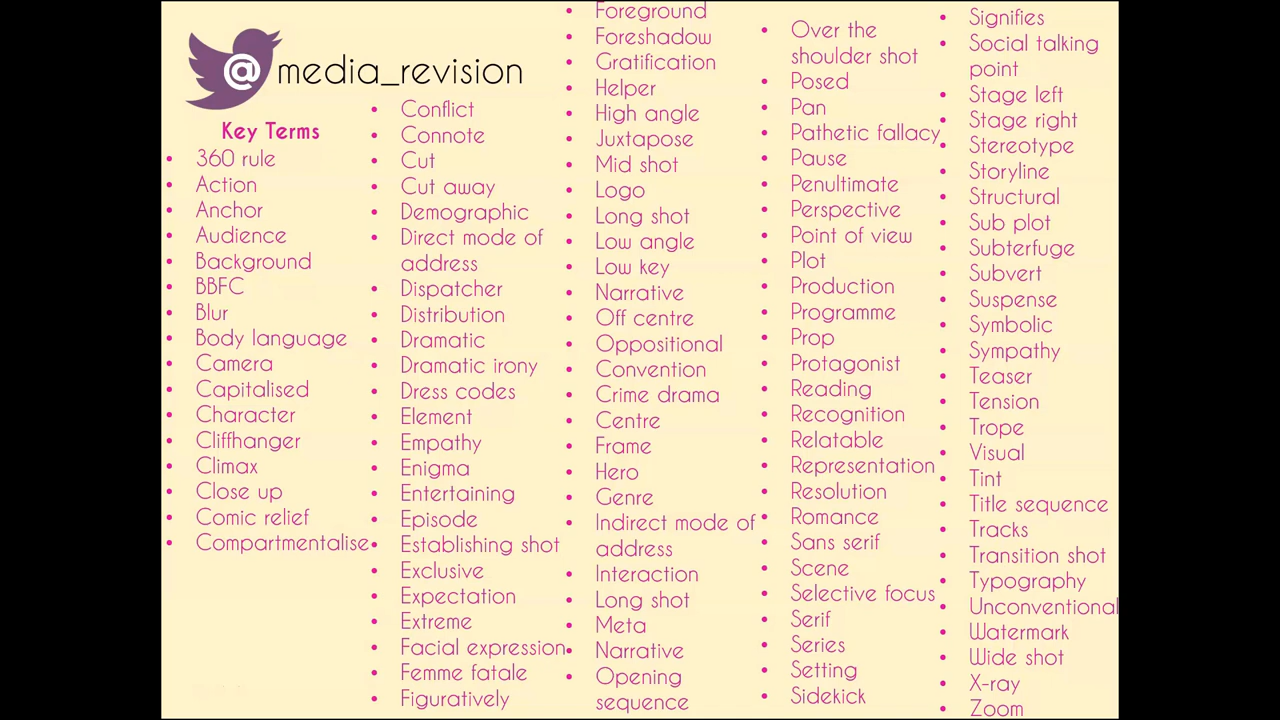 @media_revision
Key Terms
• 360 rule
• Action
• Anchor
• Audience
• Background
• BBFC
• Blur
• Body language
• Camera
• Capitalised
• Character
• Cliffhanger
• Climax
• Close up
• Comic relief
• Compartmentalise
• Conflict
• Connote
• Cut
• Cut away
• Demographic
• Direct mode of
address
• Dispatcher
• Distribution
• Dramatic
• Dramatic irony
• Dress codes
• Element
• Empathy
• Enigma
• Entertaining
• Episode
• Establishing shot
• Exclusive
• Expectation
• Extreme
• Facial expression
• Femme fatale
• Figuratively
• Foreground
• Foreshadow
• Gratification
• Helper
• High angle
• Juxtapose
• Mid shot
• Logo
• Long shot
• Low angle
• Low key
• Narrative
• Off centre
• Oppositional
• Convention
• Crime drama
• Centre
• Frame
• Hero
• Genre
• Indirect mode of
address
• Interaction
• Long shot
• Meta
• Narrative
• Opening
sequence
• Over the
shoulder shot
• Posed
• Pan
• Pathetic fallacy
• Pause
• Penultimate
• Perspective
• Point of view
• Plot
• Production
• Programme
• Prop
• Protagonist
• Reading
• Recognition
• Relatable
• Representation
• Resolution
• Romance
• Sans serif
• Scene
• Selective focus
• Serif
• Series
• Setting
• Sidekick
• Signifies
• Social talking
point
• Stage left
• Stage right
• Stereotype
• Storyline
• Structural
• Sub plot
• Subterfuge
• Subvert
• Suspense
• Symbolic
• Sympathy
• Teaser
• Tension
• Trope
• Visual
• Tint
• Title sequence
• Tracks
• Transition shot
• Typography
• Unconventional
• Watermark
• Wide shot
• X-ray
• Zoom